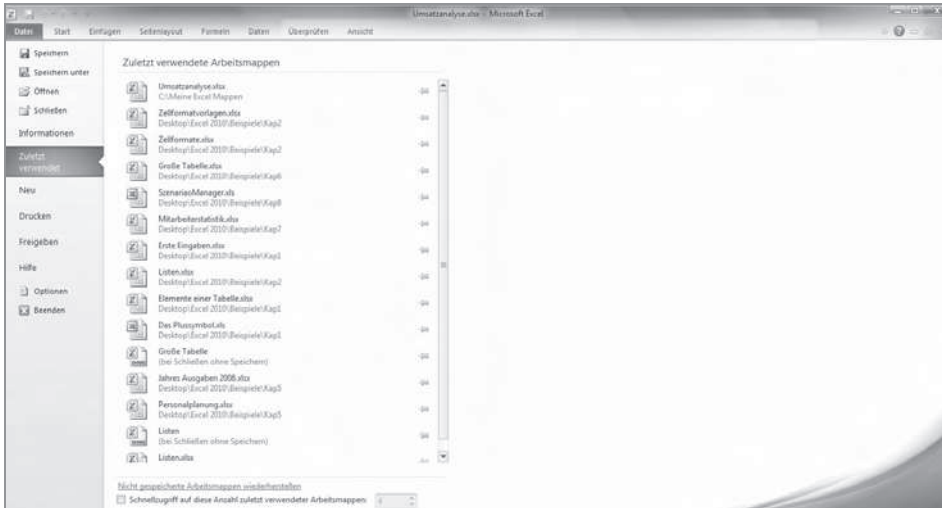 Umsatzanalyse.xlsx - Microsoft Excel
Datei Start Einfügen Seitenlayout Formeln Daten Überprüfen Ansicht
Speichern
Speichern unter
Öffnen
Schließen
Informationen
Zuletzt
verwendet
Neu
Drucken
Freigeben
Hilfe
Optionen
Beenden
Zuletzt verwendete Arbeitsmappen
Umsatzanalyse.xlsx
C:\Meine Excel Mappen
Zellformatvorlagen.xlsx
Desktop\Excel 2010\Beispiele\Kap2
Zellformate.xlsx
Desktop\Excel 2010\Beispiele\Kap2
Große Tabelle.xlsx
Desktop\Excel 2010\Beispiele\Kap6
SzenariaoManager.xls
Desktop\Excel 2010\Beispiele\Kap8
Mitarbeiterstatistik.xlsx
Desktop\Excel 2010\Beispiele\Kap7
Erste Eingaben.xlsx
Desktop\Excel 2010\Beispiele\Kap1
Listen.xlsx
Desktop\Excel 2010\Beispiele\Kap2
Elemente einer Tabelle.xlsx
Desktop\Excel 2010\Beispiele\Kap1
Das Plussymbol.xls
Desktop\Excel 2010\Beispiele\Kap1
Große Tabelle
(bei Schließen ohne Speichern)
Jahres Ausgaben 2008.xlsx
Desktop\Excel 2010\Beispiele\Kap5
Personalplanung.xlsx
Desktop\Excel 2010\Beispiele\Kap5
Listen
(bei Schließen ohne Speichern)
Listen.xlsx
Nicht gespeicherte Arbeitsmappen wiederherstellen
Schnellzugriff auf diese Anzahl zuletzt verwendeter Arbeitsmappen: